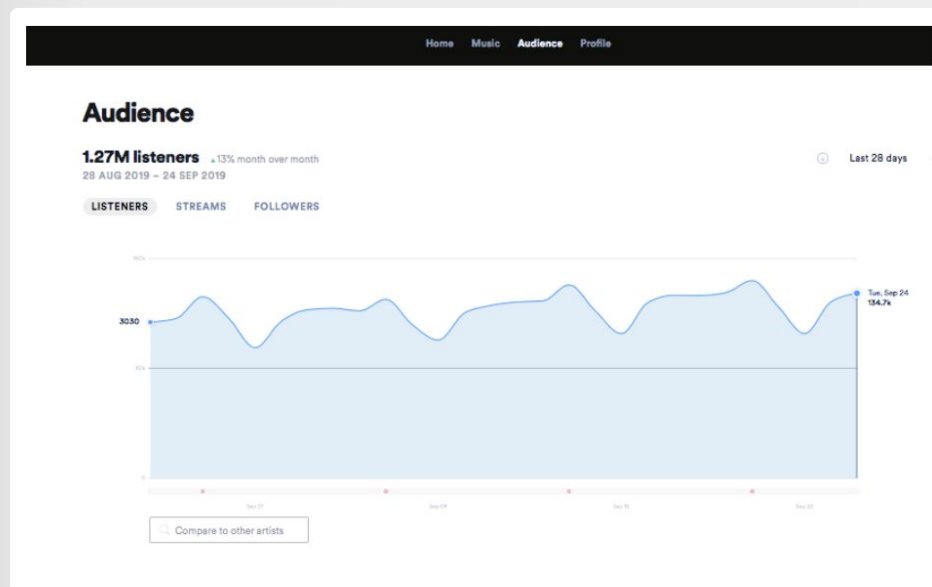 Home Music Audience Profile
Audience
1.27M listeners 13% month over month
28 AUG 2019 – 24 SEP 2019
Last 28 days
LISTENERS STREAMS FOLLOWERS
Tue, Sep 24
134.7k
3030
0
Compare to other artists